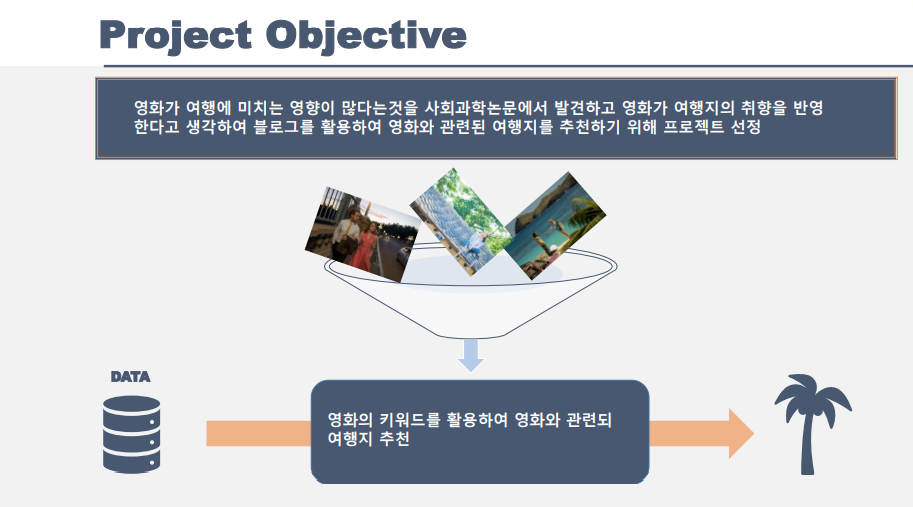 Project Objective
영화가 여행에 미치는 영향이 많다는것을 사회과학논문에서 발견하고 영화가 여행지의 취향을 반영
한다고 생각하여 블로그를 활용하여 영화와 관련된 여행지를 추천하기 위해 프로젝트 선정
DATA
영화의 키워드를 활용하여 영화와 관련되
여행지 추천